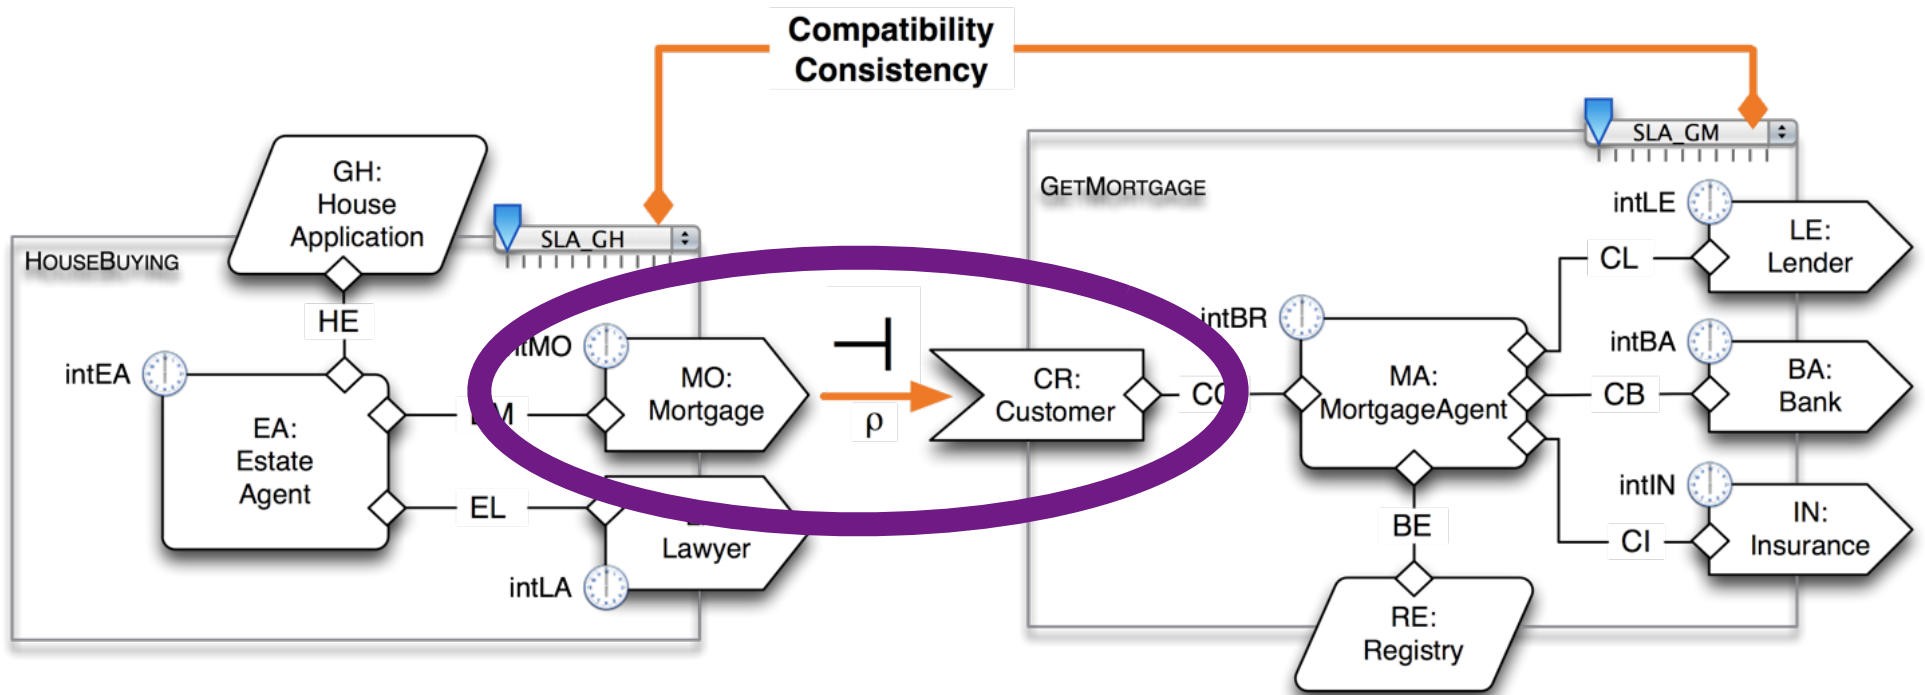 Compatibility
Consistency
SLA_GM
GH:
House
Application
GETMORTGAGE
intLE
LE:
Lender
CL
SLA_GH
HOUSEBUYING
HE
intBR
intBA
BA:
Bank
CB
intEA
MO:
Mortgage
ρ
CR:
Customer
MA:
MortgageAgent
EA:
Estate
Agent
EL
Lawyer
intLA
intIN
IN:
Insurance
CI
BE
RE:
Registry